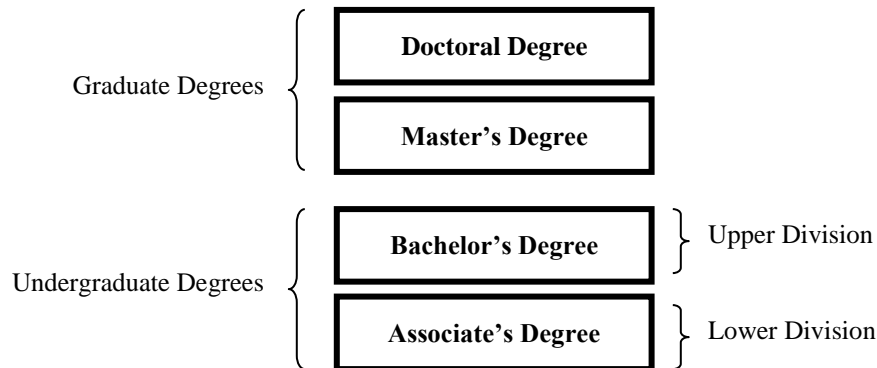 Doctoral Degree
Graduate Degrees
Master’s Degree
Bachelor’s Degree
Upper Division
Undergraduate Degrees
Associate’s Degree
Lower Division